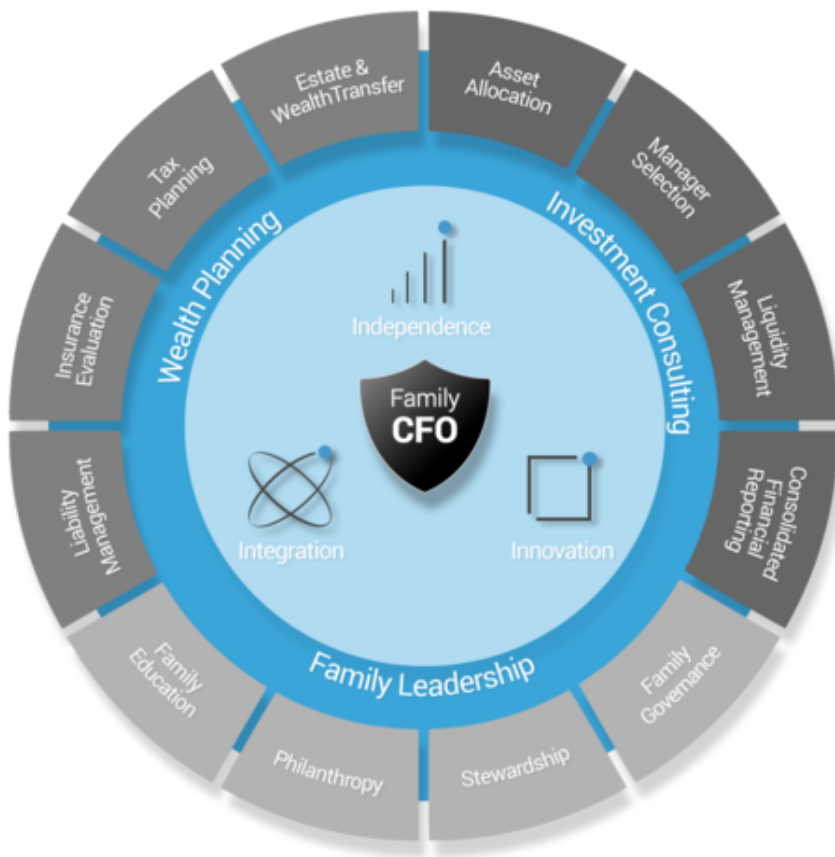 Estate &
WealthTransfer
Asset
Allocation
Manager
Selection
Liquidity
Management
Consolidated
Financial
Reporting
Family
Governance
Stewardship
Philanthropy
Family
Education
Liability
Management
Insurance
Evaluation
Tax
Planning
Wealth Planning
Investment Consulting
Family Leadership
Independence
Family
CFO
Integration
Innovation